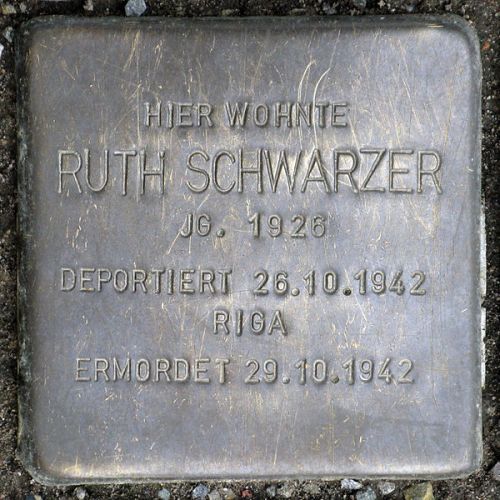 HIER WOHNTE
RUTH SCHWARZER
JG. 1926
DEPORTIERT 26.10.1942
RIGA
ERMORDET 29.10.1942